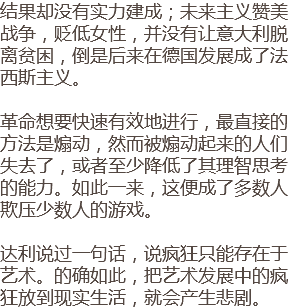 结果却没有实力建成；未来主义赞美
战争，贬低女性，并没有让意大利脱
离贫困，倒是后来在德国发展成了法
西斯主义。
革命想要快速有效地进行，最直接的
方法是煽动，然而被煽动起来的人们
失去了，或者至少降低了其理智思考
的能力。如此一来，这便成了多数人
欺压少数人的游戏。
达利说过一句话，说疯狂只能存在于
艺术。的确如此，把艺术发展中的疯
狂放到现实生活，就会产生悲剧。